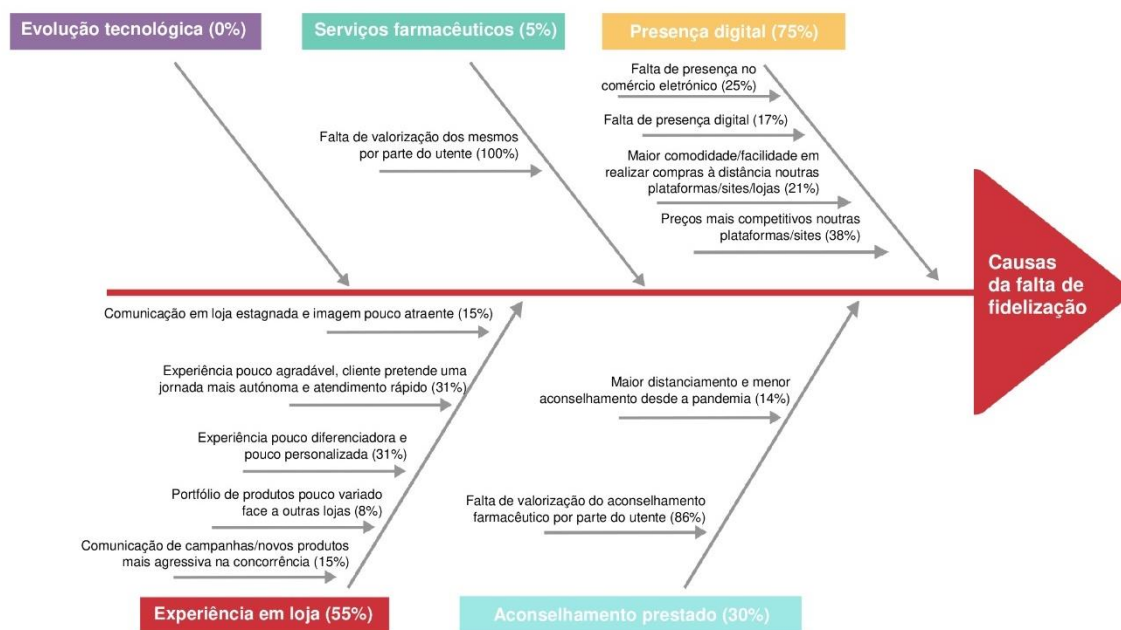 Evolução tecnológica (0%)
Serviços farmacêuticos (5%)
Presença digital (75%)
Falta de presença no
comércio eletrónico (25%)
Falta de presença digital (17%)
Falta de valorização dos mesmos
por parte do utente (100%)
Maior comodidade/facilidade em
realizar compras à distância noutras
plataformas/sites/lojas (21%)
Preços mais competitivos noutras
plataformas/sites (38%)
Causas
da falta de
fidelização
Comunicação em loja estagnada e imagem pouco atraente (15%)
Experiência pouco agradável, cliente pretende uma
jornada mais autónoma e atendimento rápido (31%)
Experiência pouco diferenciadora e
pouco personalizada (31%)
Portfólio de produtos pouco variado
face a outras lojas (8%)
Comunicação de campanhas/novos produtos
mais agressiva na concorrência (15%)
Maior distanciamento e menor
aconselhamento desde a pandemia (14%)
Falta de valorização do aconselhamento
farmacêutico por parte do utente (86%)
Experiência em loja (55%)
Aconselhamento prestado (30%)